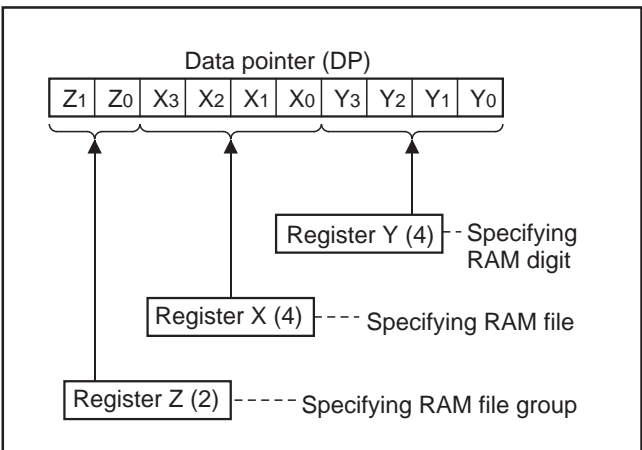 Data pointer (DP)
Z1 Z0 X3 X2 X1 X0 Y3 Y2 Y1 Y0
Register Y (4) Specifying
RAM digit
Register X (4) Specifying RAM file
Register Z (2) Specifying RAM file group